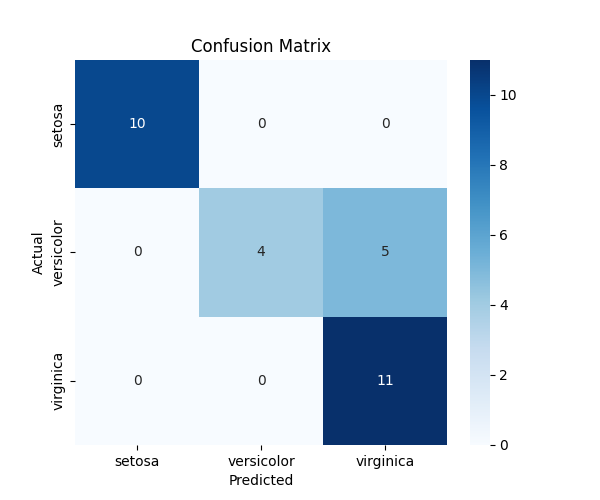 Confusion Matrix
setosa
10 0 0
Actual
versicolor
0 4 5
virginica
0 0 11
setosa versicolor virginica
Predicted
10
8
6
4
2
0